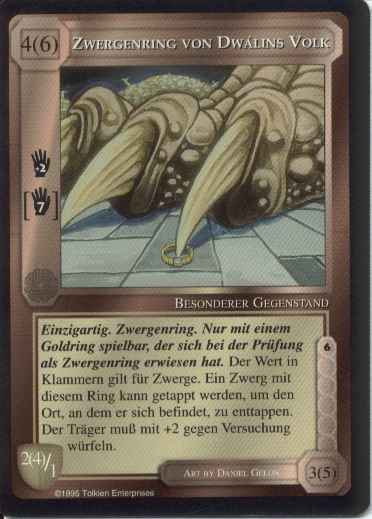 4(6)
Zwergenring von Dwálins Volk
-2
[7]
Besonderer Gegenstand
Einzigartig. Zwergenring. Nur mit einem
Goldring spielbar, der sich bei der Prüfung
als Zwergenring erwiesen hat. Der Wert in
Klammern gilt für Zwerge. Ein Zwerg mit
diesem Ring kann getappt werden, um den
Ort, an dem er sich befindet, zu enttappen.
Der Träger muß mit +2 gegen Versuchung
würfeln.
6
2(4)/1
Art by Daniel Gelon
3(5)
©1995 Tolkien Enterprises